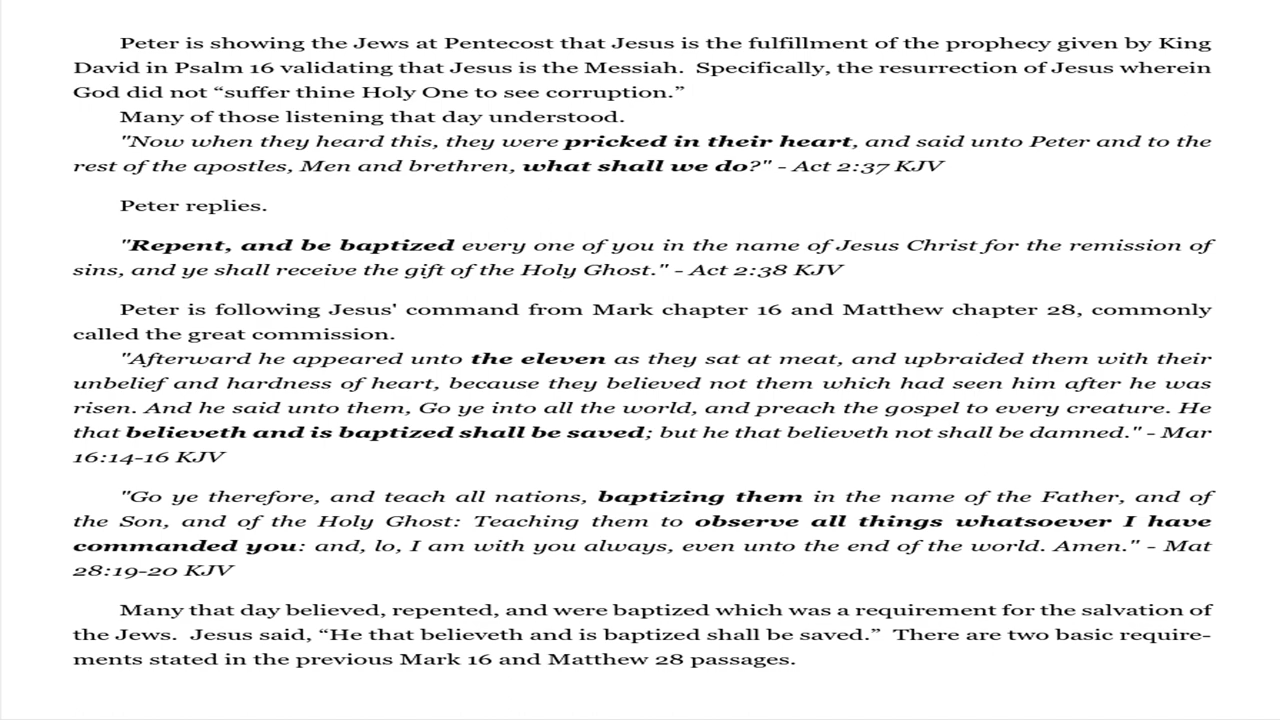 Peter is showing the Jews at Pentecost that Jesus is the fulfillment of the prophecy given by King
David in Psalm 16 validating that Jesus is the Messiah.  Specifically, the resurrection of Jesus wherein
God did not “suffer thine Holy One to see corruption.”
Many of those listening that day understood.
"Now when they heard this, they were pricked in their heart, and said unto Peter and to the
rest of the apostles, Men and brethren, what shall we do?" - Act 2:37 KJV
Peter replies.
"Repent, and be baptized every one of you in the name of Jesus Christ for the remission of
sins, and ye shall receive the gift of the Holy Ghost." - Act 2:38 KJV
Peter is following Jesus' command from Mark chapter 16 and Matthew chapter 28, commonly
called the great commission.
"Afterward he appeared unto the eleven as they sat at meat, and upbraided them with their
unbelief and hardness of heart, because they believed not them which had seen him after he was
risen. And he said unto them, Go ye into all the world, and preach the gospel to every creature. He
that believeth and is baptized shall be saved; but he that believeth not shall be damned." - Mar
16:14-16 KJV
"Go ye therefore, and teach all nations, baptizing them in the name of the Father, and of
the Son, and of the Holy Ghost: Teaching them to observe all things whatsoever I have
commanded you: and, lo, I am with you always, even unto the end of the world. Amen." - Mat
28:19-20 KJV
Many that day believed, repented, and were baptized which was a requirement for the salvation of
the Jews.  Jesus said, “He that believeth and is baptized shall be saved.”  There are two basic require-
ments stated in the previous Mark 16 and Matthew 28 passages.